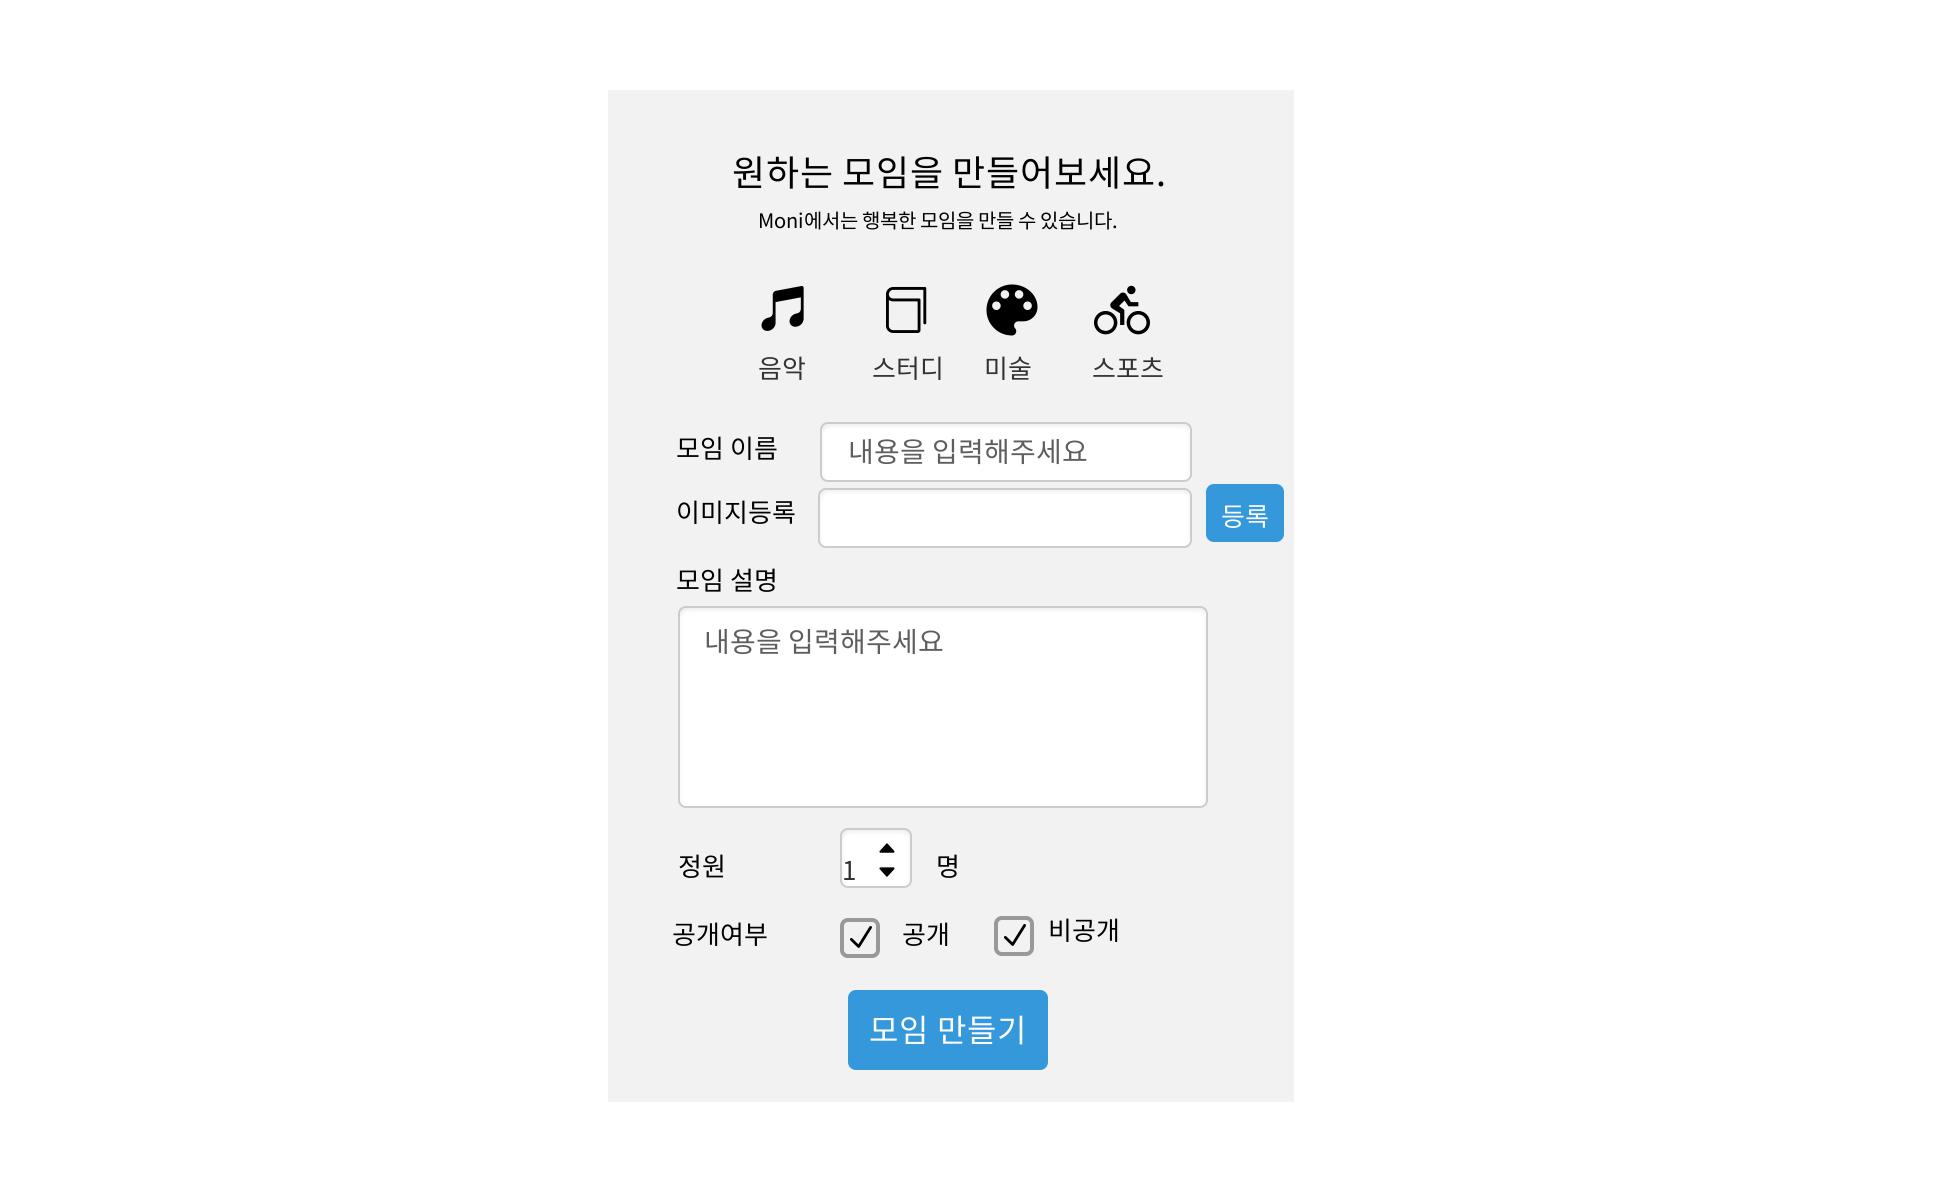 원하는 모임을 만들어보세요.
Moni에서는 행복한 모임을 만들 수 있습니다.
음악 스터디 미술 스포츠
모임 이름 내용을 입력해주세요
이미지등록 등록
모임 설명
내용을 입력해주세요
정원 1 명
공개여부 공개 비공개
모임 만들기